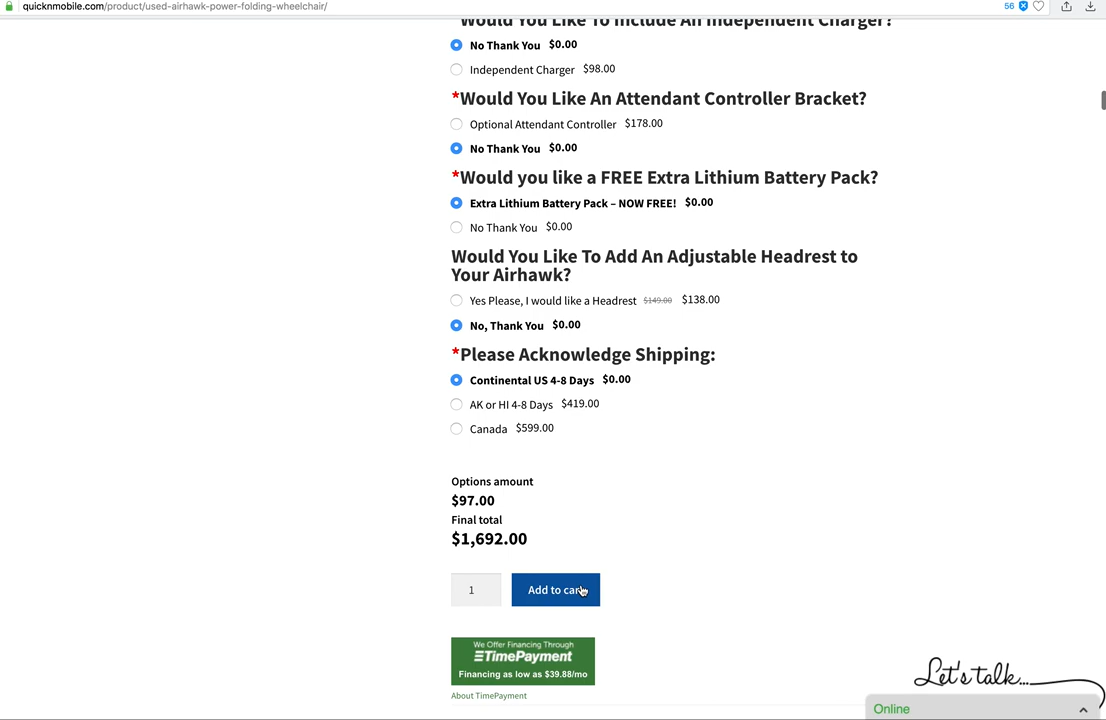 quicknmobile.com/product/used-airhawk-power-folding-wheelchair/
56
Would You Like To Include An Independent Charger?
No Thank You $0.00
Independent Charger $98.00
*Would You Like An Attendant Controller Bracket?
Optional Attendant Controller $178.00
No Thank You $0.00
*Would you like a FREE Extra Lithium Battery Pack?
Extra Lithium Battery Pack – NOW FREE! $0.00
No Thank You $0.00
Would You Like To Add An Adjustable Headrest to
Your Airhawk?
Yes Please, I would like a Headrest $149.00 $138.00
No, Thank You $0.00
*Please Acknowledge Shipping:
Continental US 4-8 Days $0.00
AK or HI 4-8 Days $419.00
Canada $599.00
Options amount
$97.00
Final total
$1,692.00
1
Add to cart
We Offer Financing Through
TimePayment
Financing as low as $39.88/mo
About TimePayment
Let's talk...
Online